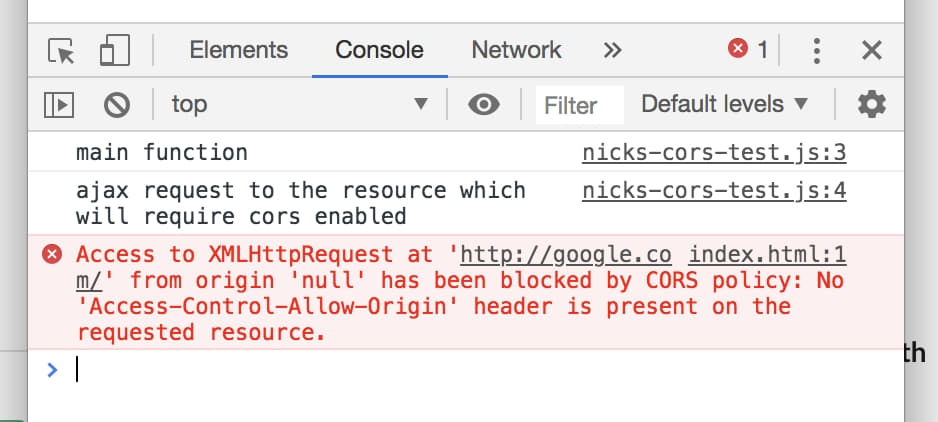 Elements Console Network » 1
top Filter Default levels
main function nicks-cors-test.js:3
ajax request to the resource which nicks-cors-test.js:4
will require cors enabled
Access to XMLHttpRequest at 'http://google.co index.html:1
m/' from origin 'null' has been blocked by CORS policy: No
'Access-Control-Allow-Origin' header is present on the
requested resource.
th